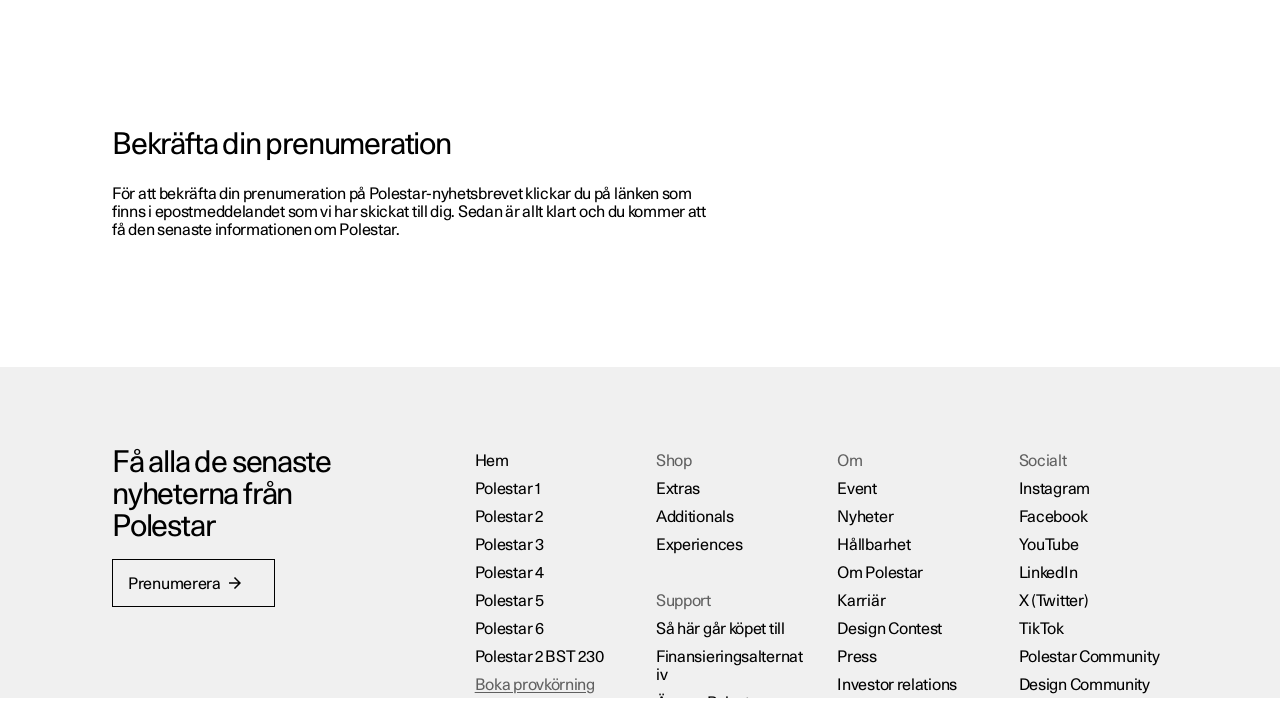 Bekräfta din prenumeration
För att bekräfta din prenumeration på Polestar-nyhetsbrevet klickar du på länken som
finns i epostmeddelandet som vi har skickat till dig. Sedan är allt klart och du kommer att
få den senaste informationen om Polestar.
Få alla de senaste
nyheterna från
Polestar
Prenumerera →
Hem
Polestar 1
Polestar 2
Polestar 3
Polestar 4
Polestar 5
Polestar 6
Polestar 2 BST 230
Boka provkörning
Shop
Extras
Additionals
Experiences
Support
Så här går köpet till
Finansieringsalternat
iv
Om
Event
Nyheter
Hållbarhet
Om Polestar
Karriär
Design Contest
Press
Investor relations
Socialt
Instagram
Facebook
YouTube
LinkedIn
X (Twitter)
TikTok
Polestar Community
Design Community